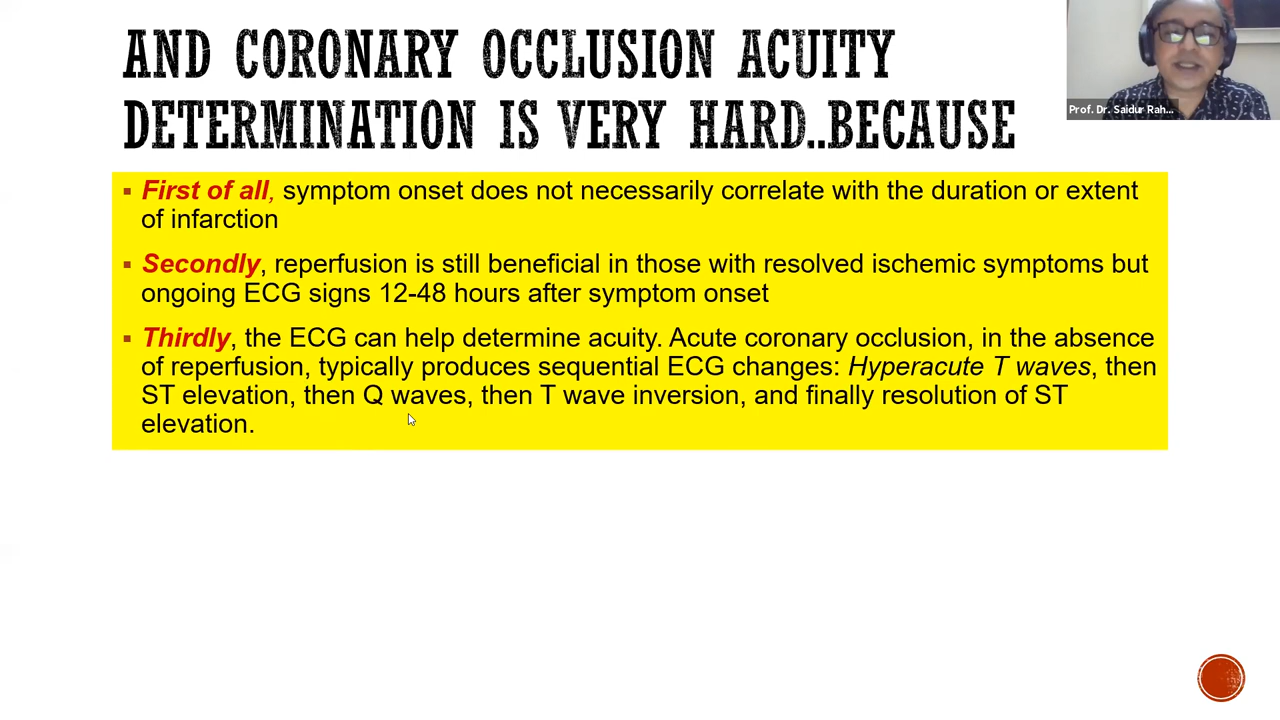 AND CORONARY OCCLUSION ACUITY
DETERMINATION IS VERY HARD..BECAUSE
Prof. Dr. Saidur Rah...
▪ First of all, symptom onset does not necessarily correlate with the duration or extent
of infarction
▪ Secondly, reperfusion is still beneficial in those with resolved ischemic symptoms but
ongoing ECG signs 12-48 hours after symptom onset
▪ Thirdly, the ECG can help determine acuity. Acute coronary occlusion, in the absence
of reperfusion, typically produces sequential ECG changes: Hyperacute T waves, then
ST elevation, then Q waves, then T wave inversion, and finally resolution of ST
elevation.